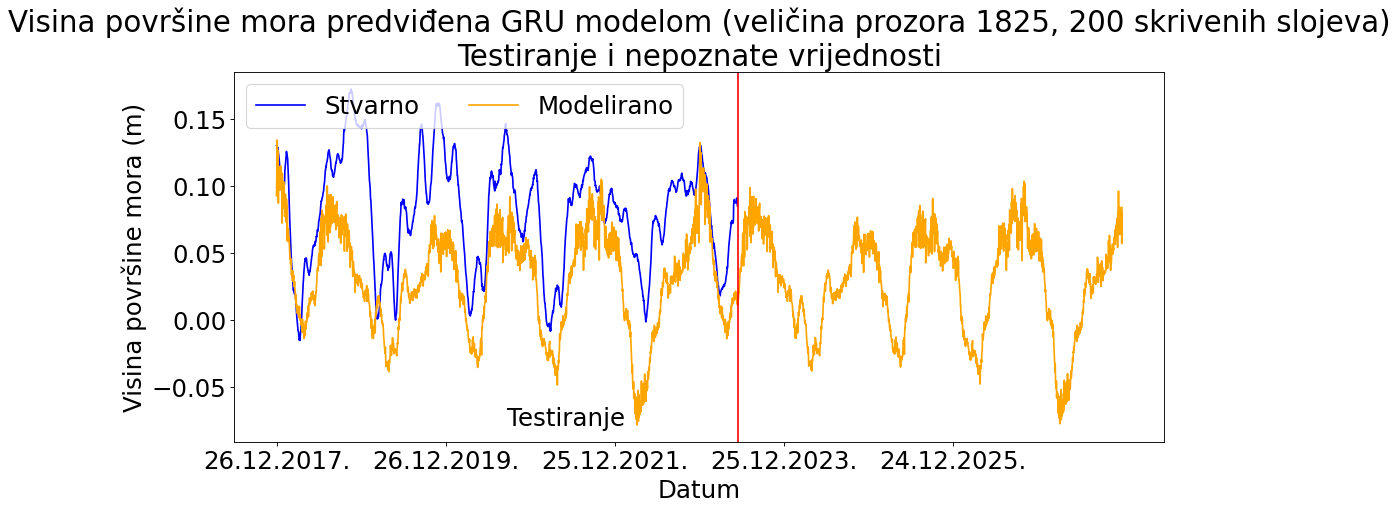 Visina površine mora predviđena GRU modelom (veličina prozora 1825, 200 skrivenih slojeva)
Testiranje i nepoznate vrijednosti
Stvarno Modelirano
Visina površine mora (m)
0.15
0.10
0.05
0.00
−0.05
Testiranje
26.12.2017. 26.12.2019. 25.12.2021. 25.12.2023. 24.12.2025.
Datum